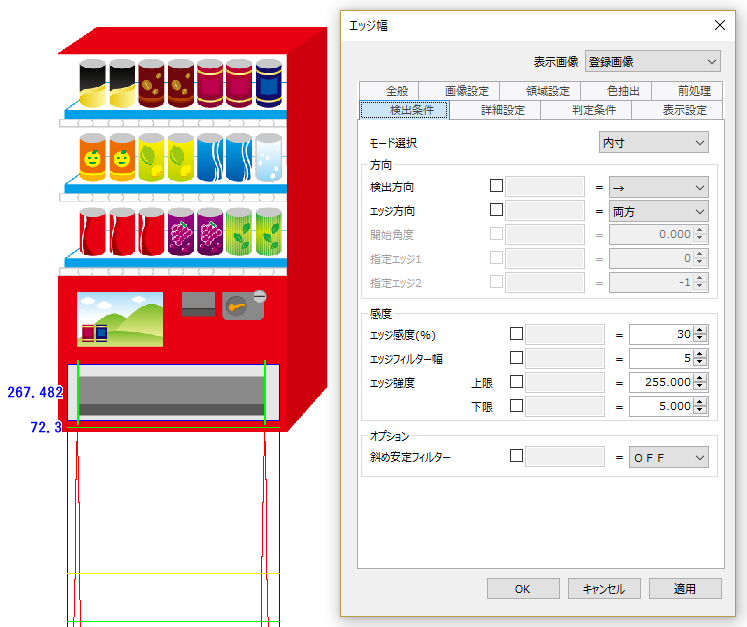 エッジ幅
表示画像 登録画像
全般 画像設定 領域設定 色抽出 前処理
検出条件 詳細設定 判定条件 表示設定
モード選択 内寸
方向
検出方向 = →
エッジ方向 = 両方
開始角度 = 0.000
指定エッジ1 = 0
指定エッジ2 = -1
感度
エッジ感度(%) = 30
エッジフィルター幅 = 5
エッジ強度 上限 = 255.000
下限 = 5.000
オプション
斜め安定フィルター = OFF
OK キャンセル 適用
267.482
72.3